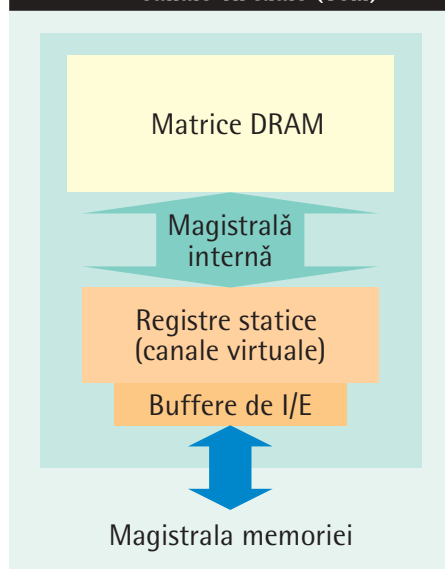 Matrice DRAM
Magistrală
internă
Registre statice
(canale virtuale)
Buffere de I/E
Magistrala memoriei